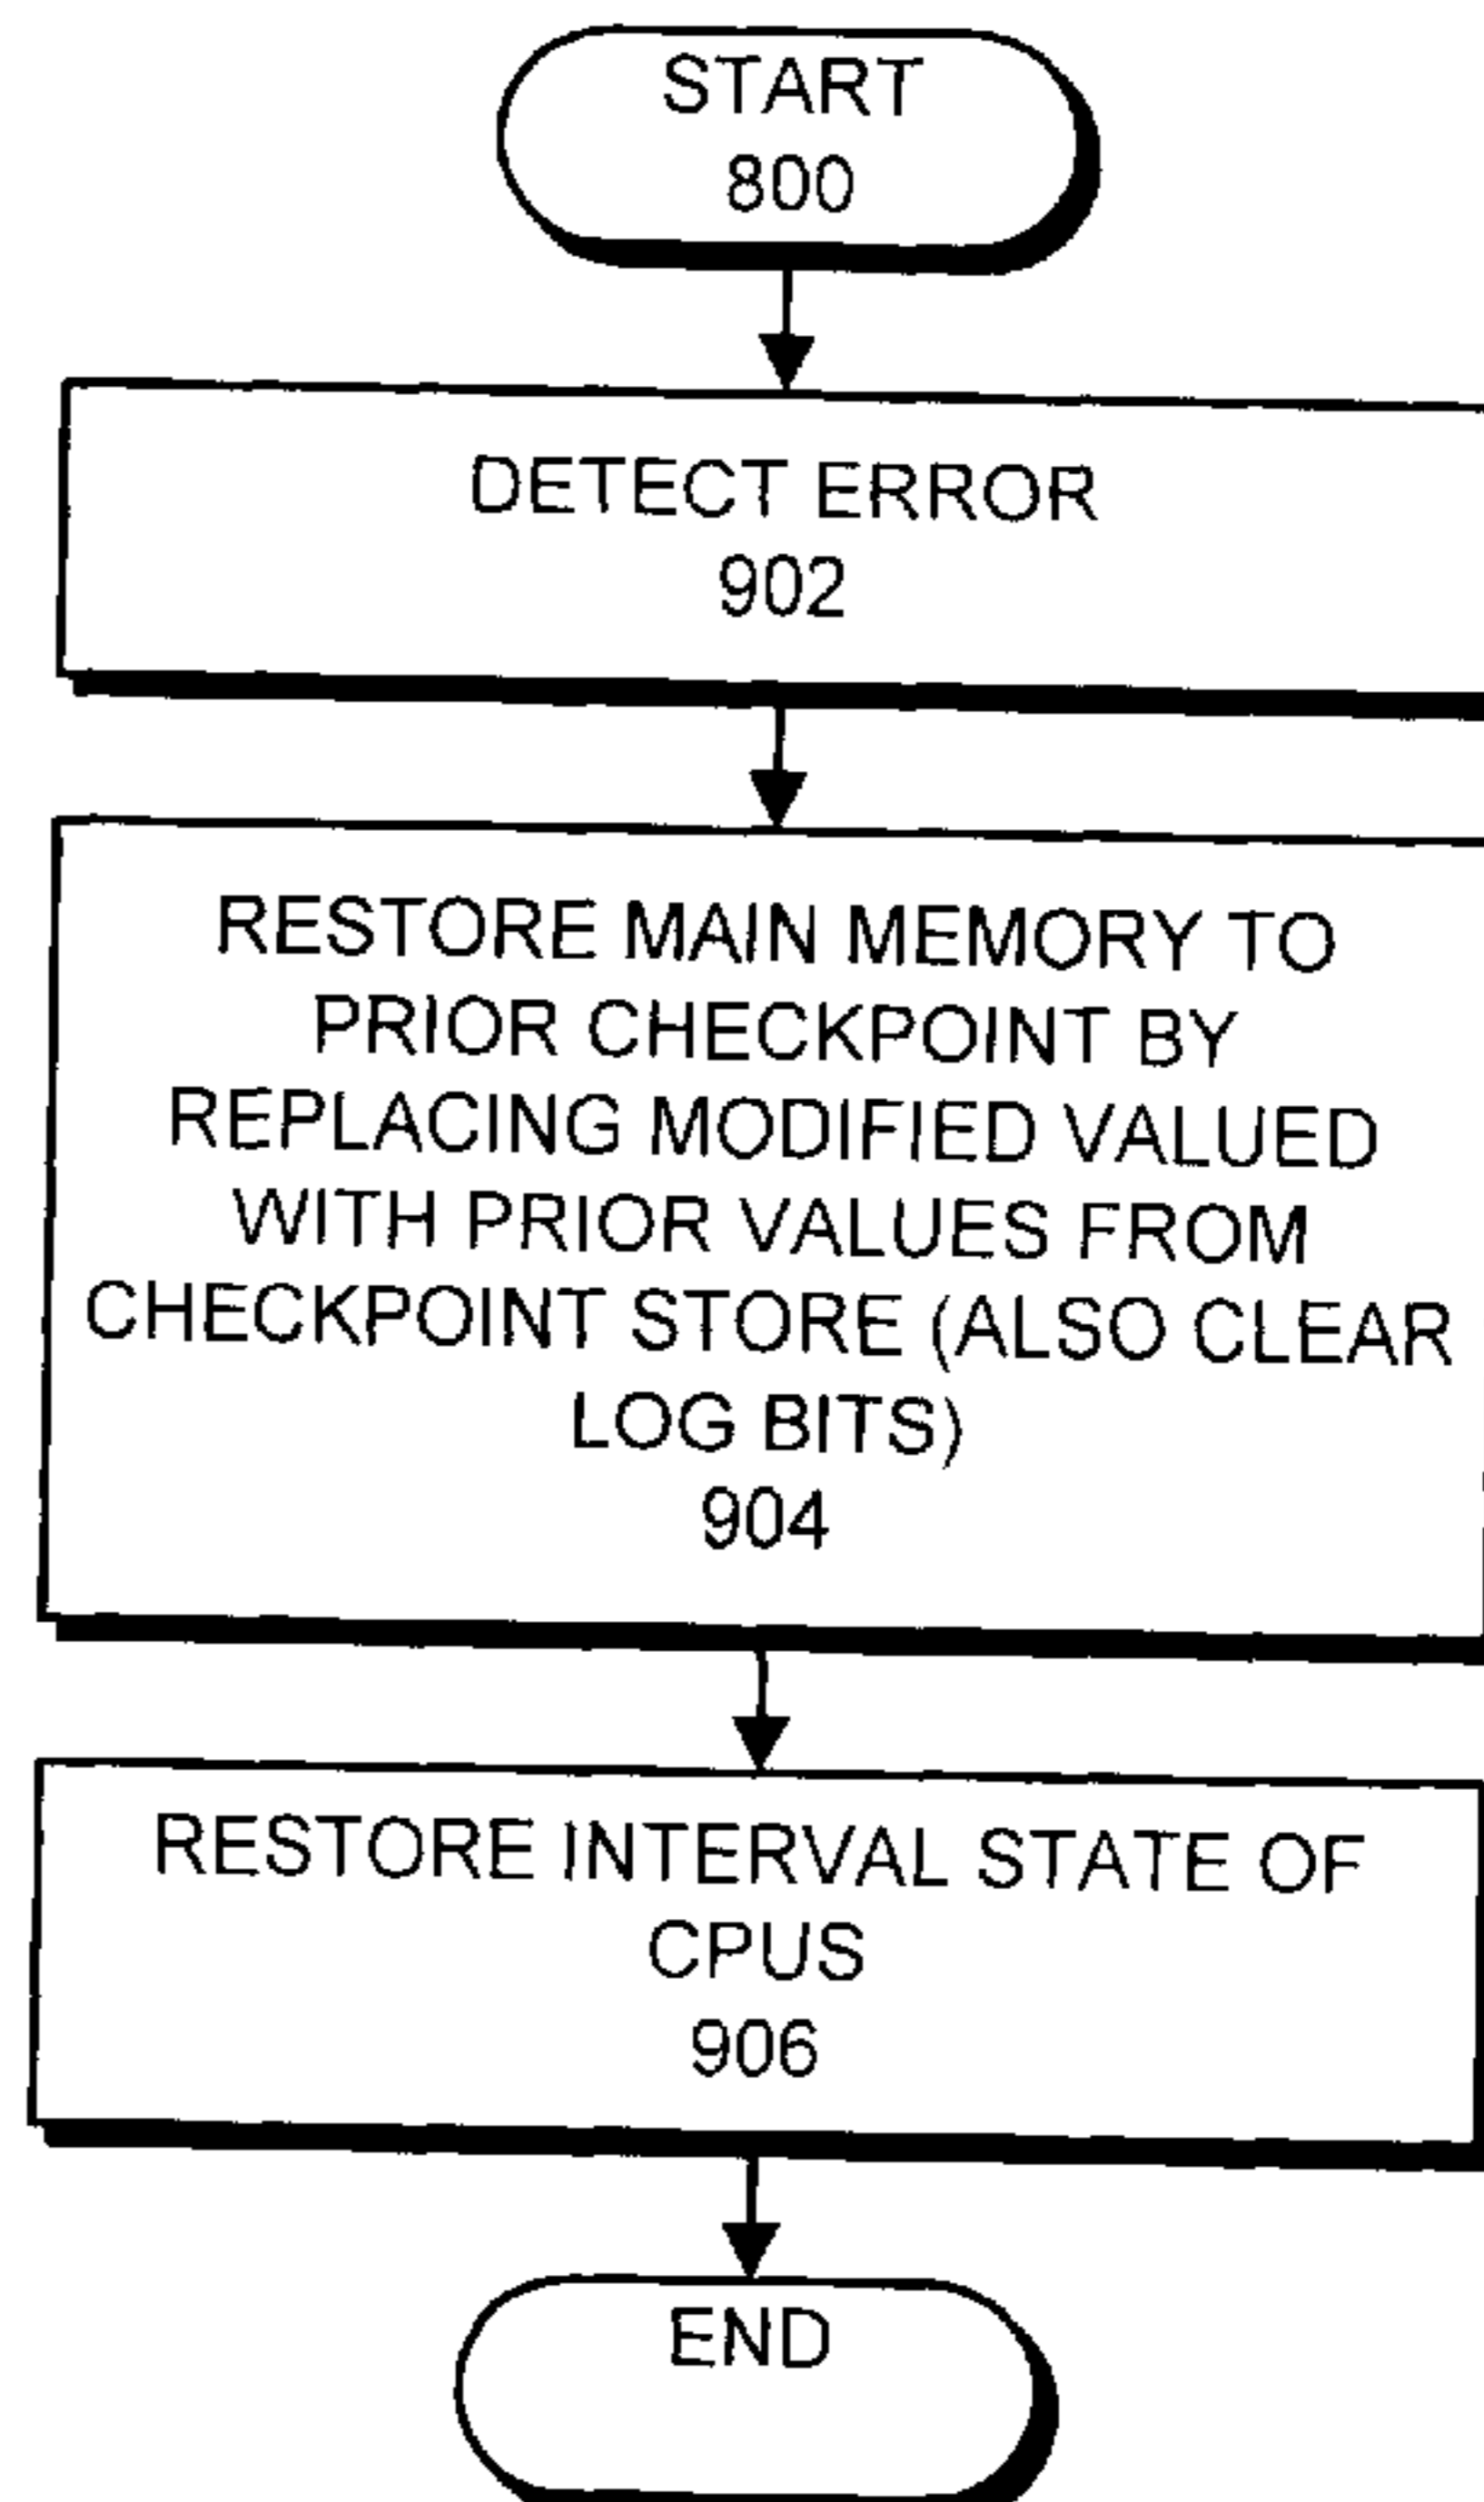 START
800
DETECT ERROR
902
RESTORE MAIN MEMORY TO
PRIOR CHECKPOINT BY
REPLACING MODIFIED VALUED
WITH PRIOR VALUES FROM
CHECKPOINT STORE (ALSO CLEAR
LOG BITS)
904
RESTORE INTERVAL STATE OF
CPUS
906
END